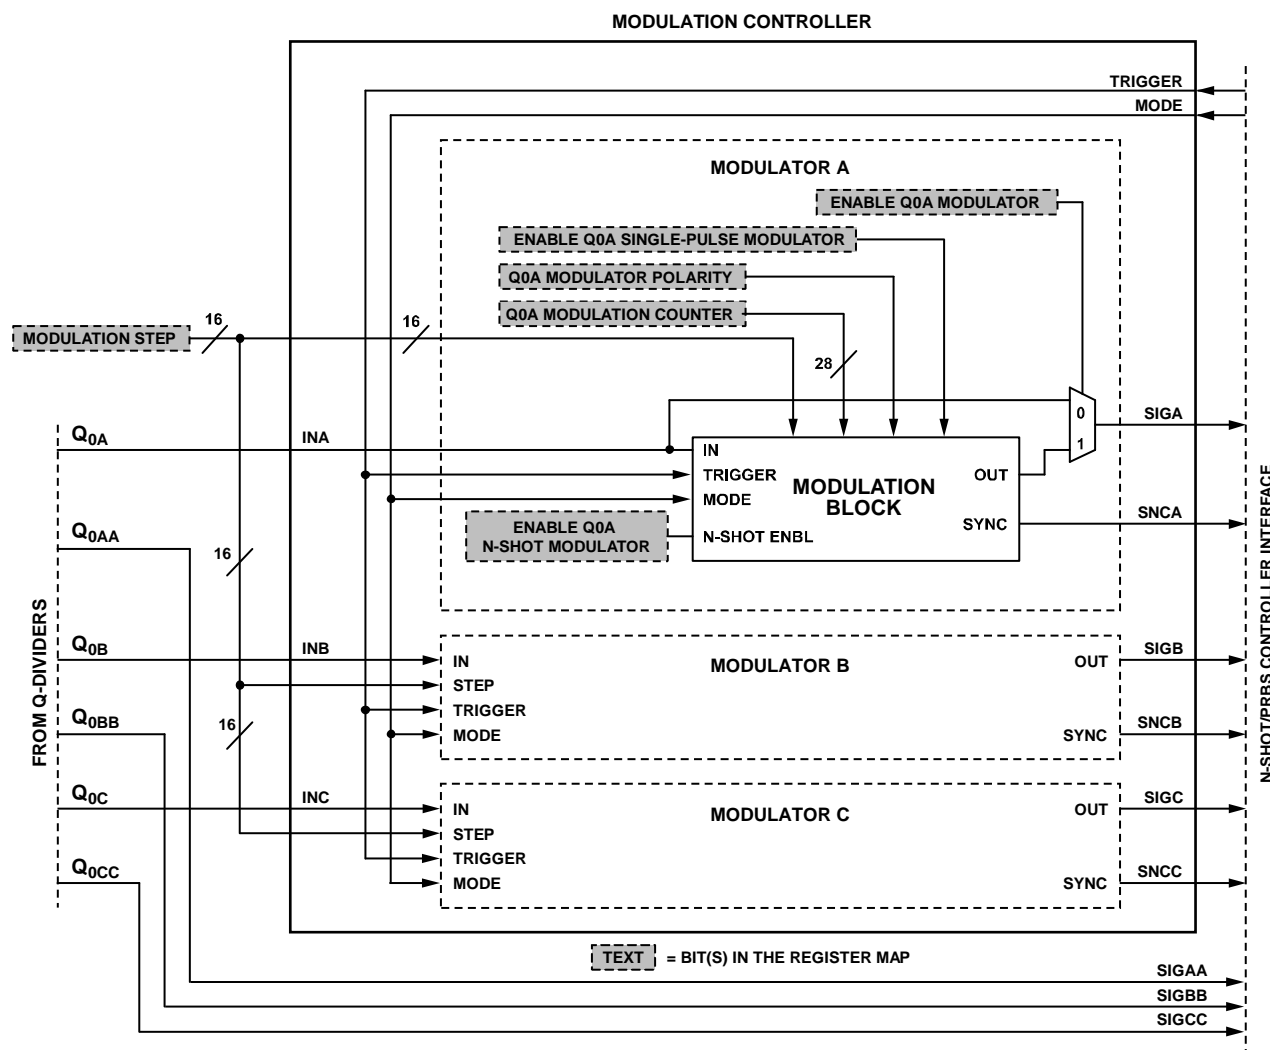 MODULATION CONTROLLER
TRIGGER
MODE
MODULATOR A
ENABLE Q0A MODULATOR
ENABLE Q0A SINGLE-PULSE MODULATOR
Q0A MODULATOR POLARITY
Q0A MODULATION COUNTER
MODULATION STEP
16
16
28
Q0A
INA
0
1
SIGA
IN
TRIGGER
MODE
N-SHOT ENBL
MODULATION
BLOCK
OUT
SYNC
SNCA
ENABLE Q0A
N-SHOT MODULATOR
Q0AA
16
FROM Q-DIVIDERS
N-SHOT/PRBS CONTROLLER INTERFACE
Q0B
INB
IN
STEP
TRIGGER
MODE
MODULATOR B
OUT
SYNC
SIGB
SNCB
Q0BB
16
Q0C
INC
IN
STEP
TRIGGER
MODE
MODULATOR C
OUT
SYNC
SIGC
SNCC
Q0CC
TEXT = BIT(S) IN THE REGISTER MAP
SIGAA
SIGBB
SIGCC